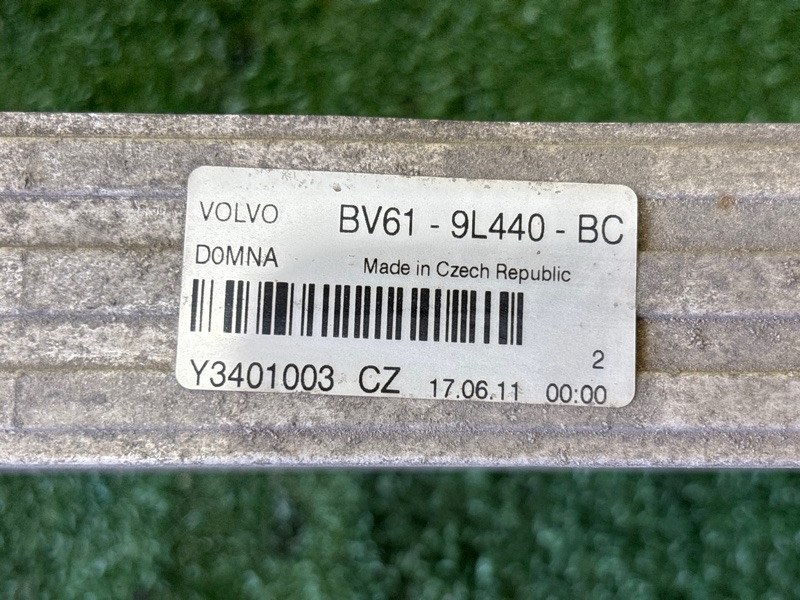 VOLVO BV61 - 9L440 - BC
D0MNA Made in Czech Republic
2
Y3401003 CZ 17.06.11 00:00